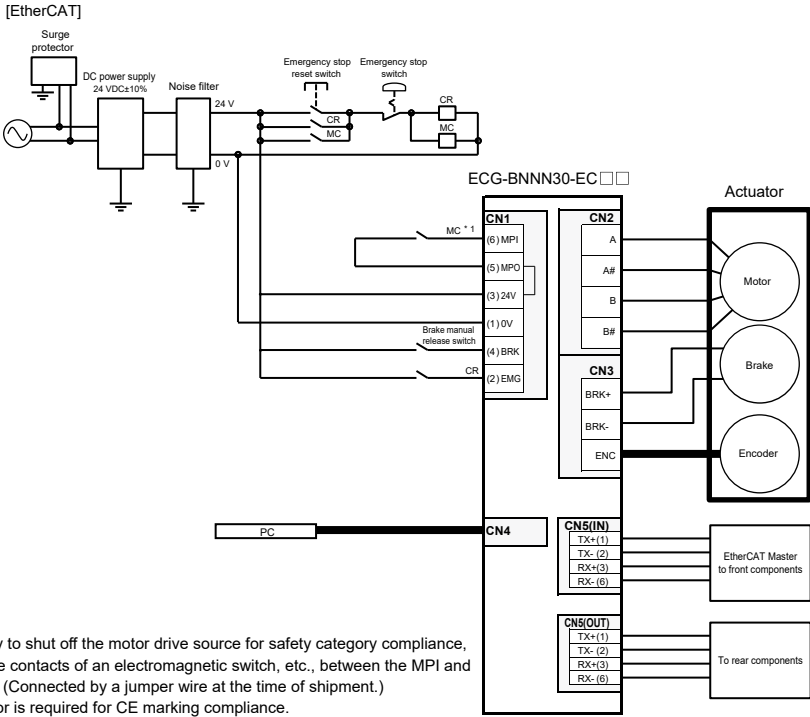 [EtherCAT]
Surge
protector
DC power supply
24 VDC±10%
Noise filter
24 V
0 V
Emergency stop
reset switch
Emergency stop
switch
CR
MC
CR
MC
ECG-BNNN30-EC□□
Actuator
CN1
MC *1
(6) MPI
(5) MPO
(3) 24V
(1) 0V
Brake manual
release switch
(4) BRK
CR
(2) EMG
CN2
A
A#
B
B#
CN3
BRK+
BRK-
ENC
Motor
Brake
Encoder
PC
CN4
CN5(IN)
TX+(1)
TX- (2)
RX+(3)
RX- (6)
EtherCAT Master
to front components
CN5(OUT)
TX+(1)
TX- (2)
RX+(3)
RX- (6)
To rear components
y to shut off the motor drive source for safety category compliance,
e contacts of an electromagnetic switch, etc., between the MPI and
(Connected by a jumper wire at the time of shipment.)
or is required for CE marking compliance.